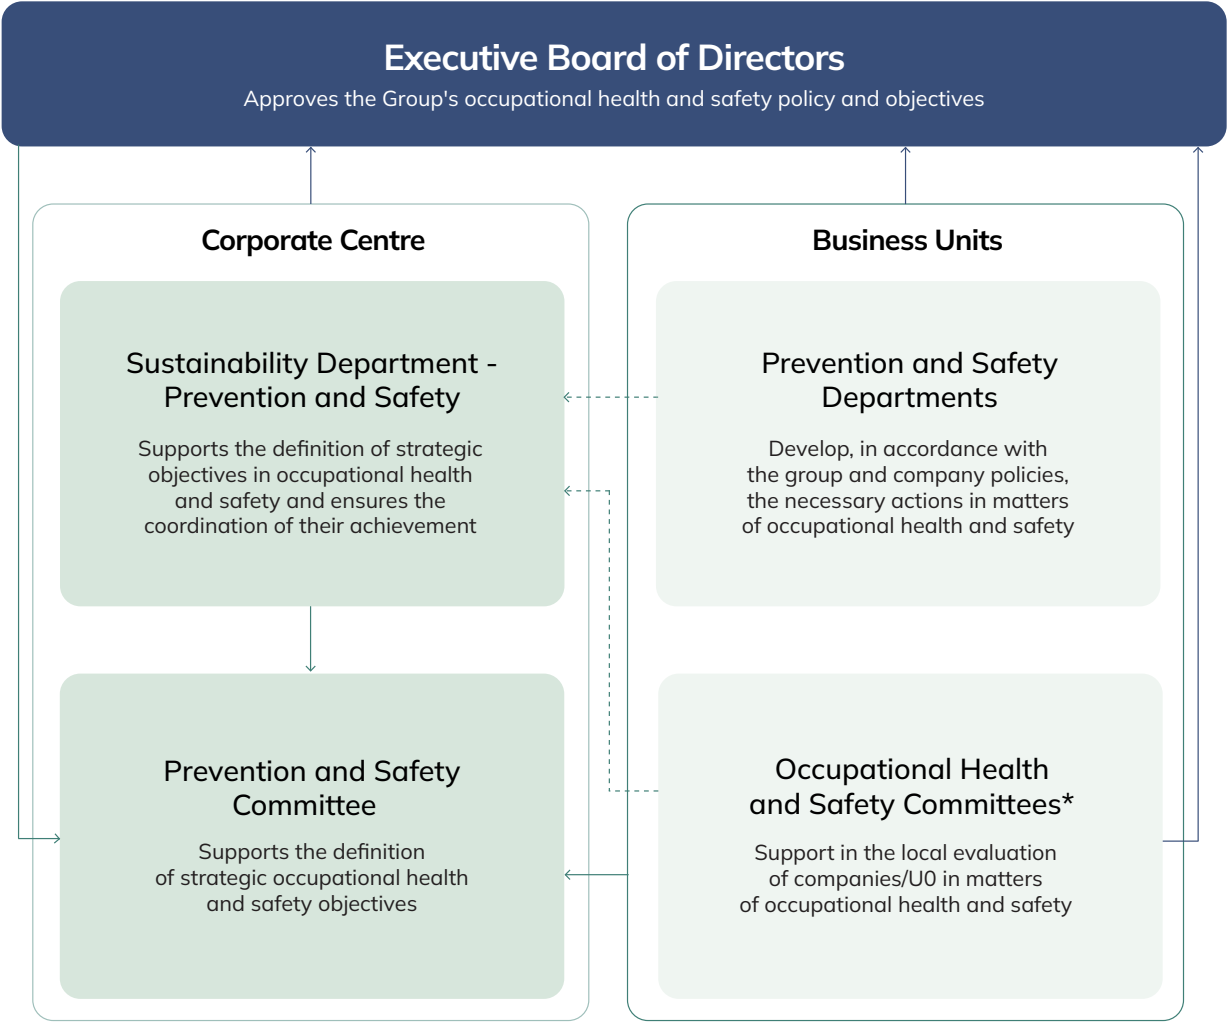 Executive Board of Directors
Approves the Group's occupational health and safety policy and objectives
Corporate Centre
Sustainability Department -
Prevention and Safety
Supports the definition of strategic
objectives in occupational health
and safety and ensures the
coordination of their achievement
Prevention and Safety
Committee
Supports the definition
of strategic occupational health
and safety objectives
Business Units
Prevention and Safety
Departments
Develop, in accordance with
the group and company policies,
the necessary actions in matters
of occupational health and safety
Occupational Health
and Safety Committees*
Support in the local evaluation
of companies/U0 in matters
of occupational health and safety